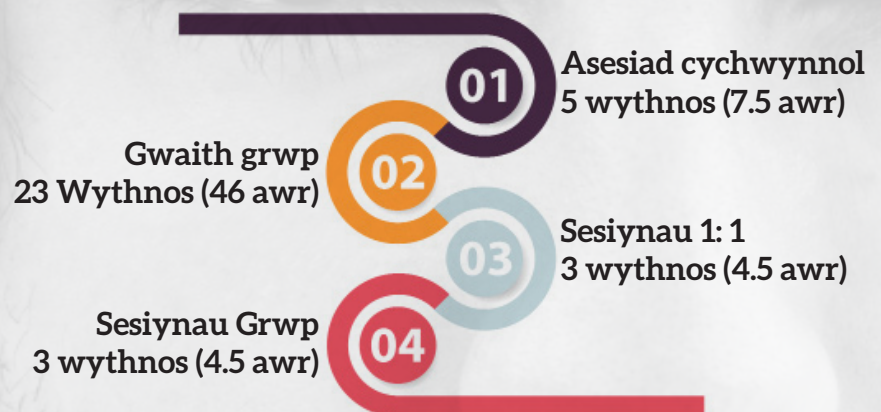 01
Asesiad cychwynnol
5 wythnos (7.5 awr)
Gwaith grwp
23 Wythnos (46 awr)
02
03
Sesiynau 1: 1
3 wythnos (4.5 awr)
Sesiynau Grwp
3 wythnos (4.5 awr)
04